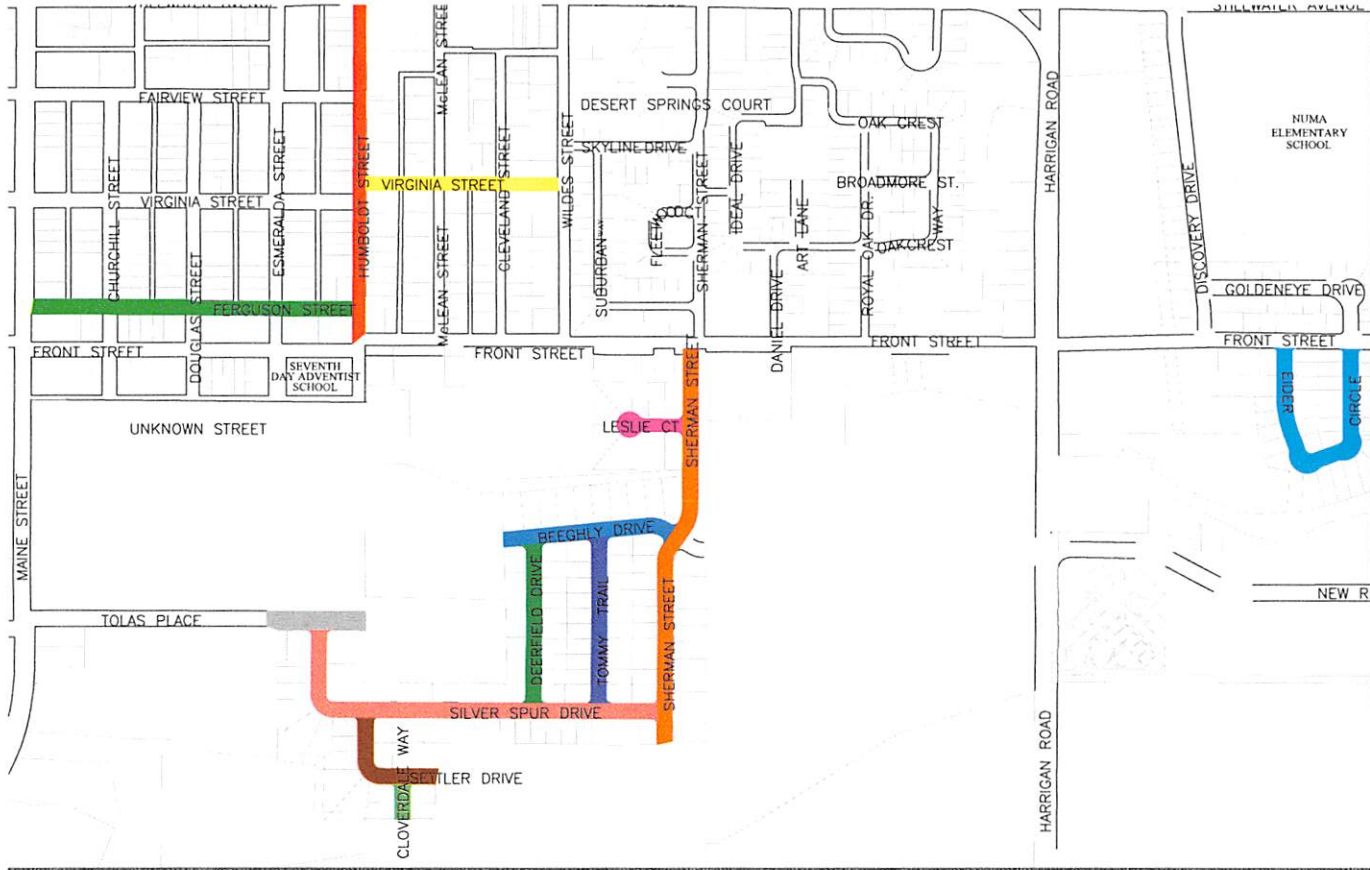 STILLWATER AVENUE
McLEAN STREET
HARRIGAN ROAD
FAIRVIEW STREET
DESERT SPRINGS COURT
OAK CREST
NUMA
ELEMENTARY
SCHOOL
SKYLINE DRIVE
CHURCHILL STREET
ESMERALDA STREET
HUMBOLDT STREET
VIRGINIA STREET
CLEVELAND STREET
WILDES STREET
SHERMAN STREET
IDEAL DRIVE
BROADMORE ST.
VIRGINIA STREET
DISCOVERY DRIVE
SUBURBAN WAY
ART LANE
ROYAL OAK DR.
WAY
OAKCREST
DOUGLAS STREET
McLEAN STREET
DANIEL DRIVE
GOLDENEYE DRIVE
FERGUSON STREET
FRONT STREET
FRONT STREET
FRONT STREET
FRONT STREET
SEVENTH
DAY ADVENTIST
SCHOOL
EIDER
CIRCLE
UNKNOWN STREET
LESLIE CT
SHERMAN STREET
MAINE STREET
BEEGHLY DRIVE
DEERFIELD DRIVE
TOMMY TRAIL
SHERMAN STREET
NEW R
TOLAS PLACE
SILVER SPUR DRIVE
HARRIGAN ROAD
CLOVERDALE WAY
SETTLER DRIVE